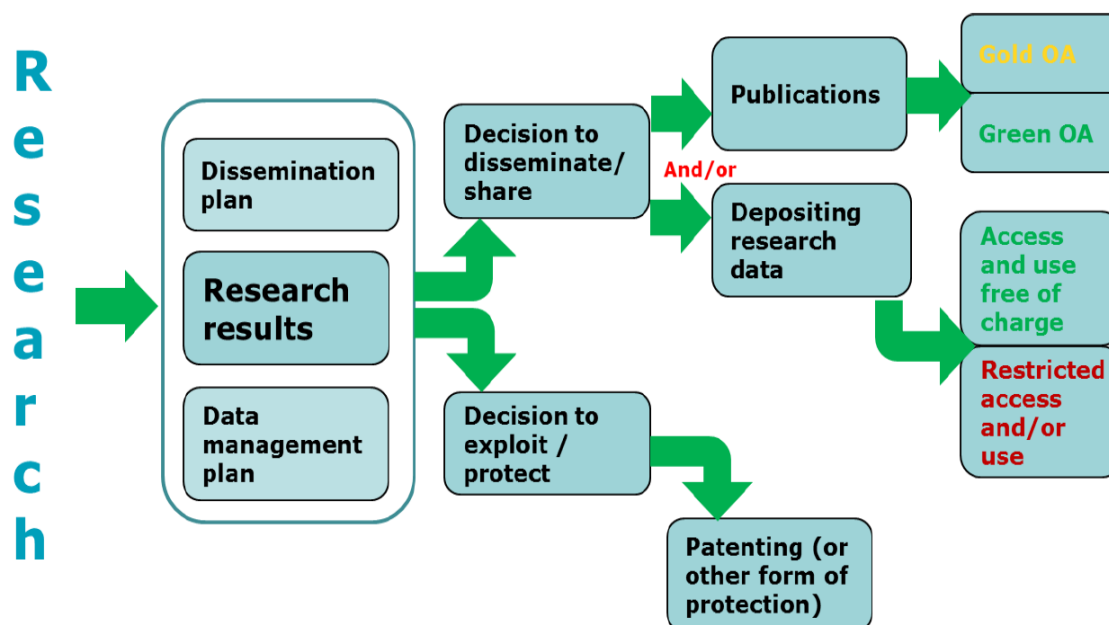 Research
Dissemination
plan
Research
results
Data
management
plan
Decision to
disseminate/
share
Decision to
exploit /
protect
And/or
Publications
Depositing
research
data
Patenting (or
other form of
protection)
Gold OA
Green OA
Access
and use
free of
charge
Restricted
access
and/or
use